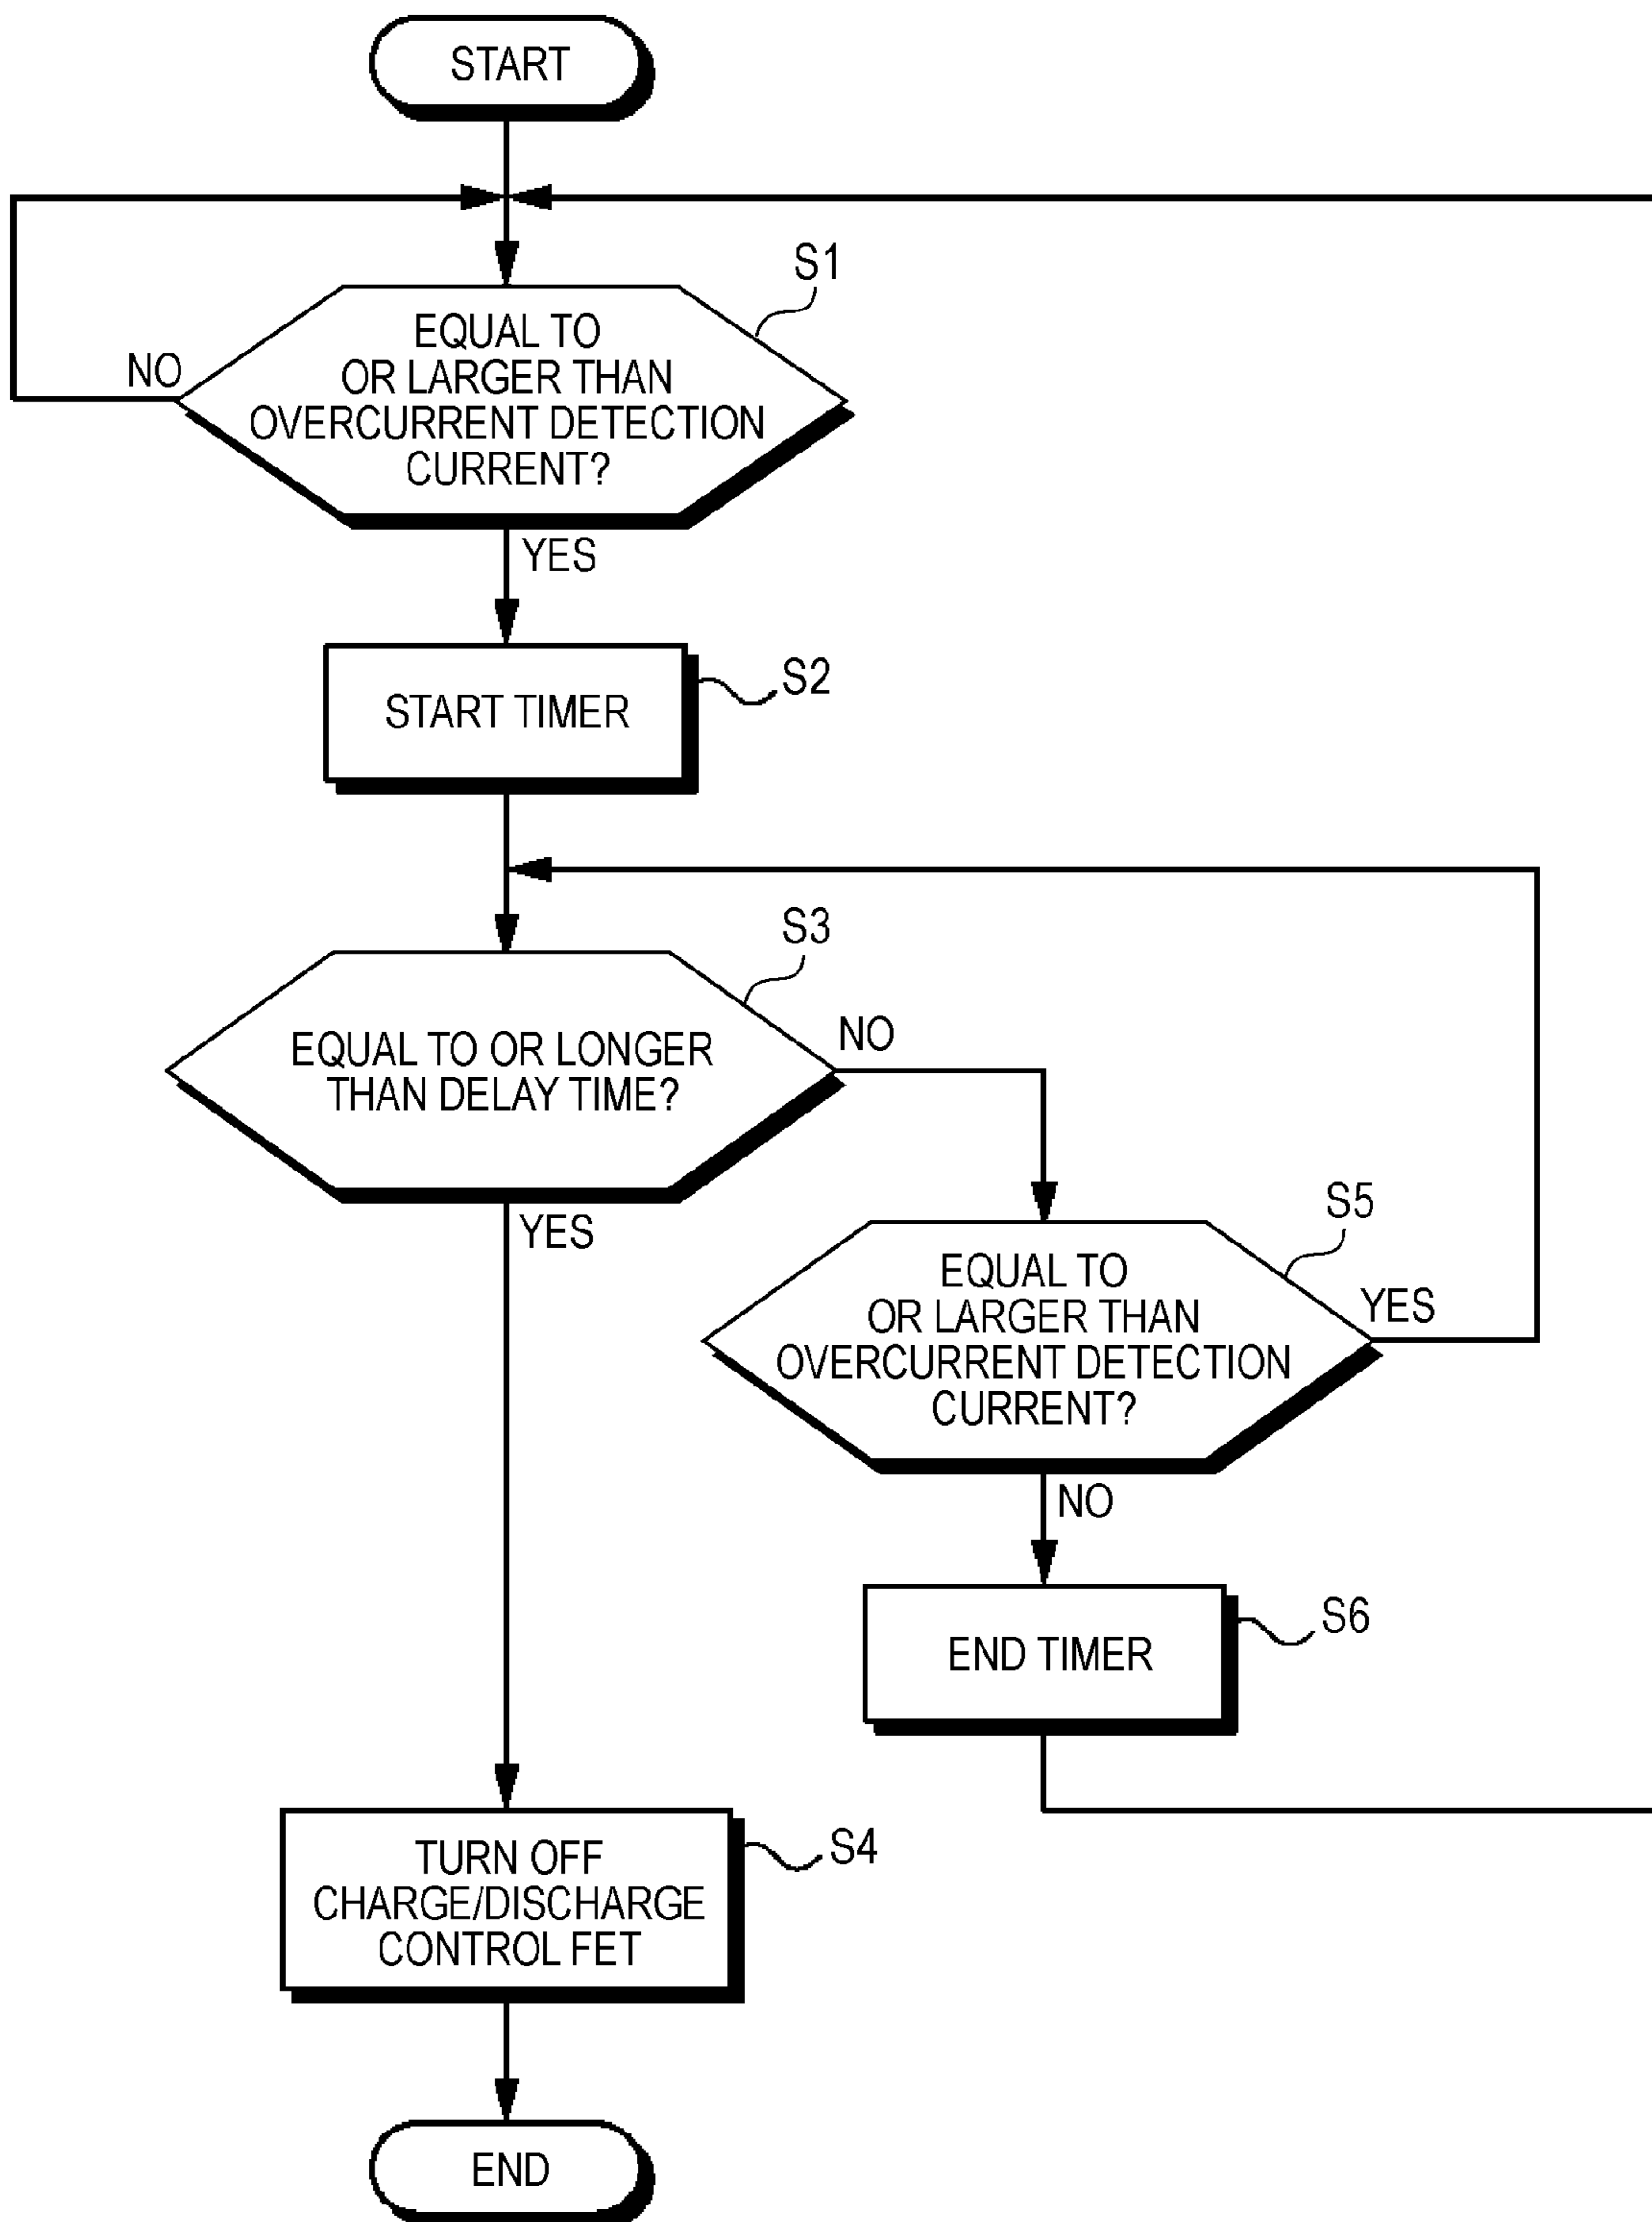 START
S1
EQUAL TO
OR LARGER THAN
OVERCURRENT DETECTION
CURRENT?
NO
YES
START TIMER
S2
S3
EQUAL TO OR LONGER
THAN DELAY TIME?
NO
YES
S5
EQUAL TO
OR LARGER THAN
OVERCURRENT DETECTION
CURRENT?
YES
NO
END TIMER
S6
TURN OFF
CHARGE/DISCHARGE
CONTROL FET
S4
END